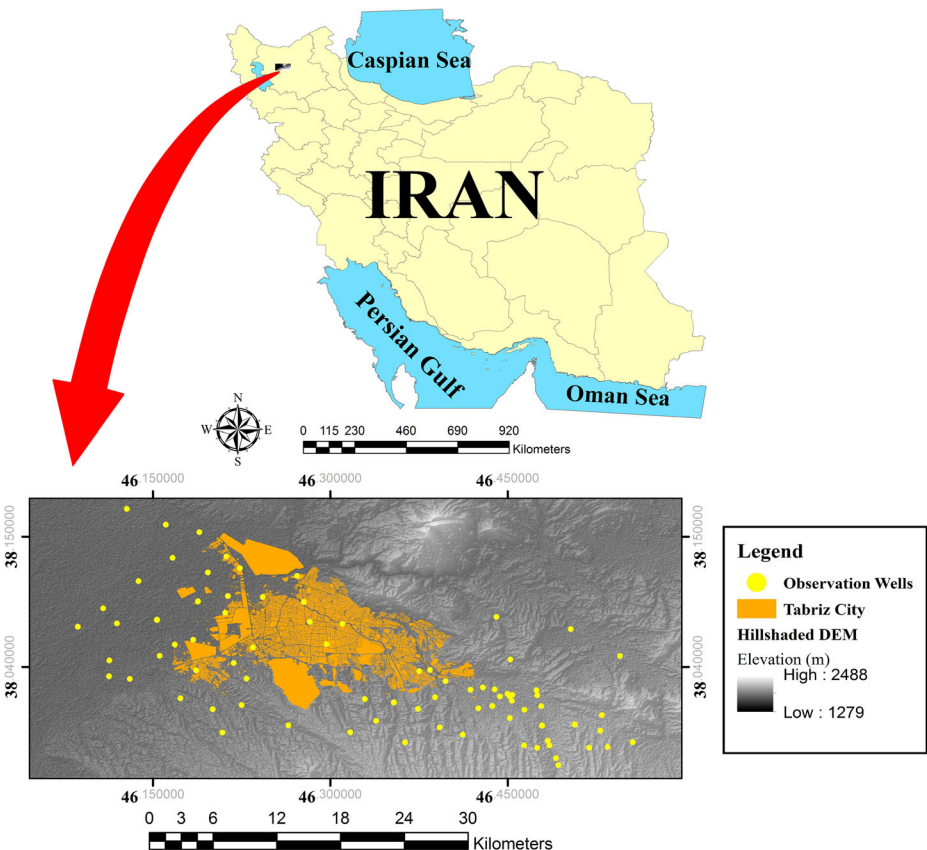 Caspian Sea
IRAN
Persian Gulf
Oman Sea
N
W E
S
0 115 230 460 690 920
Kilometers
46.150000 46.300000 46.450000
38.150000
38.040000
38.150000
38.040000
46.150000 46.300000 46.450000
0 3 6 12 18 24 30
Kilometers
Legend
Observation Wells
Tabriz City
Hillshaded DEM
Elevation (m)
High : 2488
Low : 1279